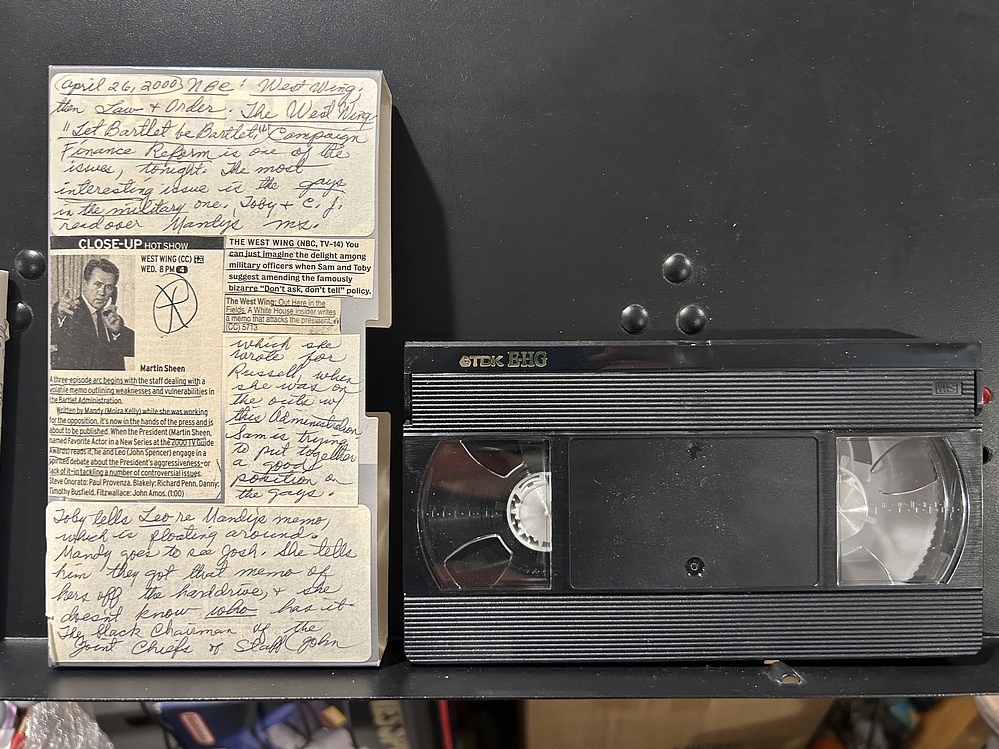 (April 26, 2000) NBC: West Wing,
then Law + Order. The West Wing
"Let Bartlet be Bartlet," Campaign
Finance Reform is one of the
issues, tonight. The most
interesting issue is the gays
in the military one. Toby + C.J.
read over Mandy's ms.
CLOSE-UP HOT SHOW
WEST WING (CC)
WED. 8 PM 4
Martin Sheen
A three-episode arc begins with the staff dealing with a
volatile memo outlining weaknesses and vulnerabilities in
the Bartlet Administration.
Written by Mandy (Moira Kelly) while she was working
for the opposition, it's now in the hands of the press and is
about to be published. When the President (Martin Sheen,
named Favorite Actor in a New Series at the 2000 TV Guide
Awards) reads it, he and Leo (John Spencer) engage in a
spirited debate about the President's aggressiveness—or
lack of it—in tackling a number of controversial issues.
Steve Onorato: Paul Provenza. Blakely: Richard Penn. Danny:
Timothy Busfield. Fitzwallace: John Amos. (1:00)
THE WEST WING (NBC, TV-14) You
can just imagine the delight among
military officers when Sam and Toby
suggest amending the famously
bizarre "Don't ask, don't tell" policy.
The West Wing: Out Here in the
Fields. A White House insider writes
a memo that attacks the president.
(CC) 5713
which she
wrote for
Russell, when
she was on
the outs w/
this Administration
Sam is trying
to put together
a good
position on
the gays.
Toby tells Leo re Mandy's memo,
which is floating around.
Mandy goes to see Josh. She tells
him they got that memo of
hers off the harddrive, + she
doesn't know who has it.
The black Chairman of the
Joint Chiefs of Staff (John
TDK E-HG
VHS